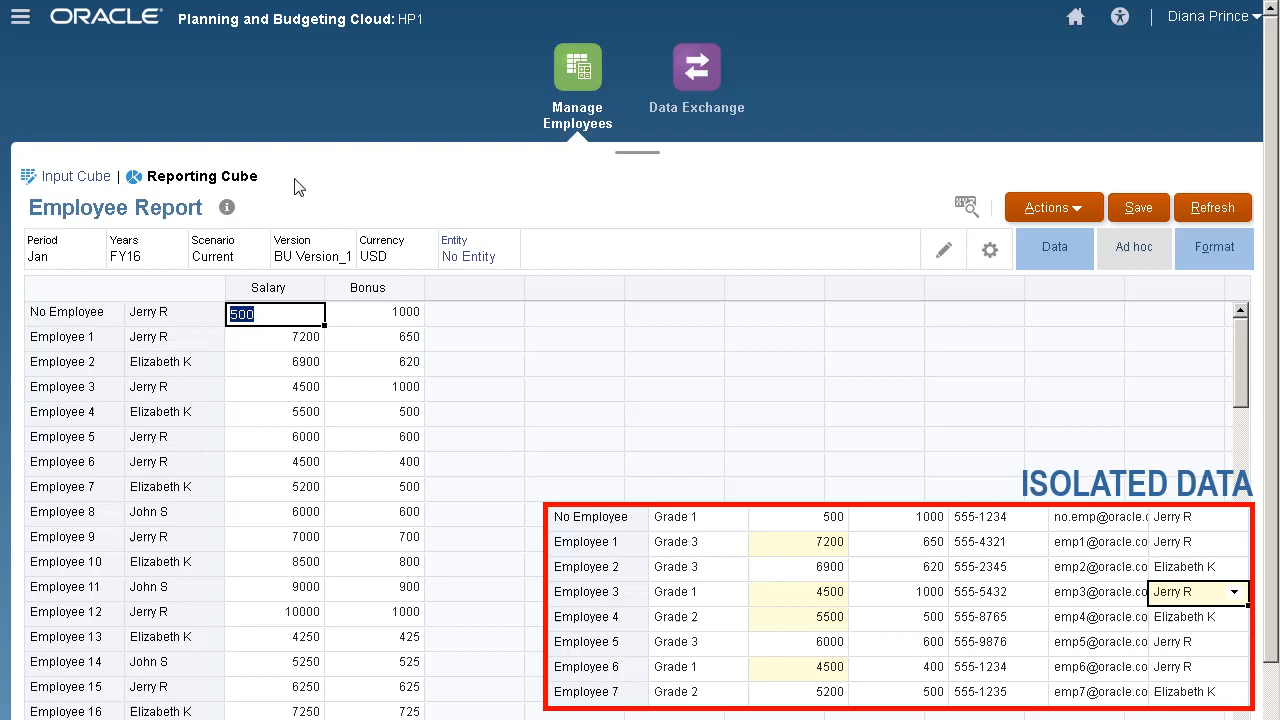 ORACLE Planning and Budgeting Cloud: HP1 Diana Prince
Manage
Employees
Data Exchange
Input Cube | Reporting Cube
Employee Report Actions Save Refresh
Period Years Scenario Version Currency Entity
Jan FY16 Current BU Version_1 USD No Entity
Data Ad hoc Format
Salary Bonus
No Employee Jerry R 500 1000
Employee 1 Jerry R 7200 650
Employee 2 Elizabeth K 6900 620
Employee 3 Jerry R 4500 1000
Employee 4 Elizabeth K 5500 500
Employee 5 Jerry R 6000 600
Employee 6 Jerry R 4500 400
Employee 7 Elizabeth K 5200 500
Employee 8 John S 6000 600
Employee 9 Jerry R 7000 700
Employee 10 Elizabeth K 8500 800
Employee 11 John S 9000 900
Employee 12 Jerry R 10000 1000
Employee 13 Elizabeth K 4250 425
Employee 14 John S 5250 525
Employee 15 Jerry R 6250 625
Employee 16 Elizabeth K 7250 725
ISOLATED DATA
No Employee Grade 1 500 1000 555-1234 no.emp@oracle.c Jerry R
Employee 1 Grade 3 7200 650 555-4321 emp1@oracle.co Jerry R
Employee 2 Grade 3 6900 620 555-2345 emp2@oracle.co Elizabeth K
Employee 3 Grade 1 4500 1000 555-5432 emp3@oracle.co Jerry R
Employee 4 Grade 2 5500 500 555-8765 emp4@oracle.co Elizabeth K
Employee 5 Grade 3 6000 600 555-9876 emp5@oracle.co Jerry R
Employee 6 Grade 1 4500 400 555-1234 emp6@oracle.co Jerry R
Employee 7 Grade 2 5200 500 555-1235 emp7@oracle.co Elizabeth K